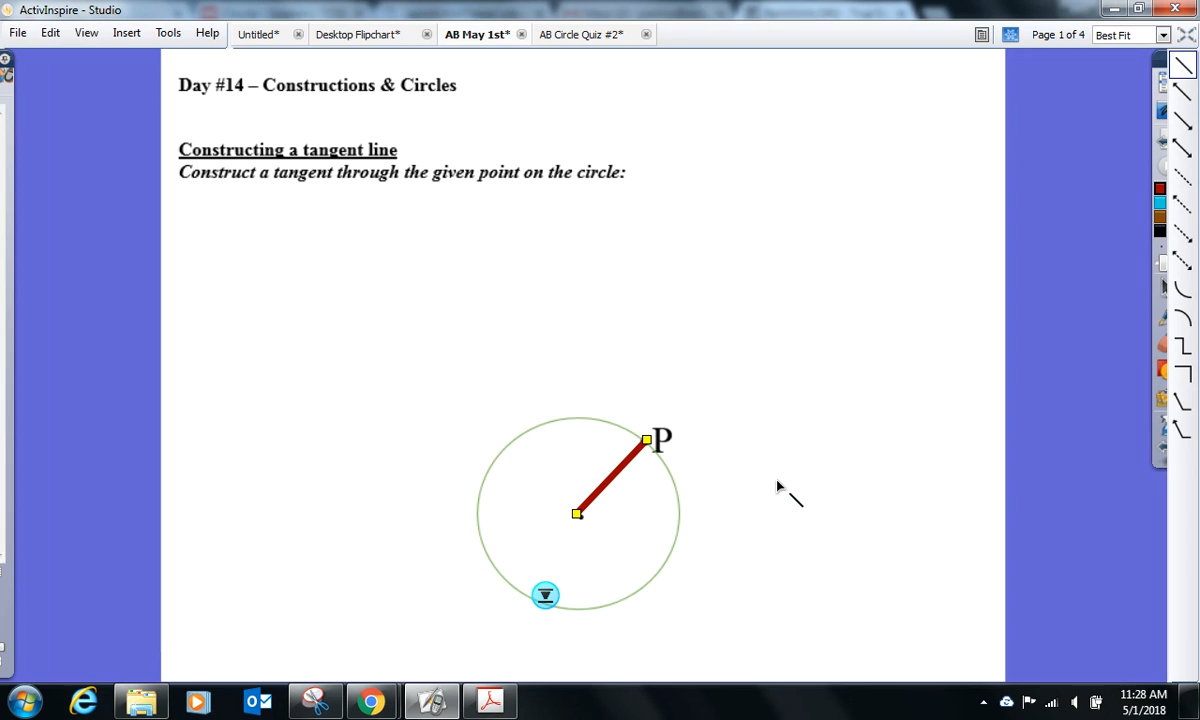 ActivInspire - Studio
File Edit View Insert Tools Help Untitled* Desktop Flipchart* AB May 1st* AB Circle Quiz #2* Page 1 of 4 Best Fit
Day #14 – Constructions & Circles
Constructing a tangent line
Construct a tangent through the given point on the circle:
P
11:28 AM
5/1/2018